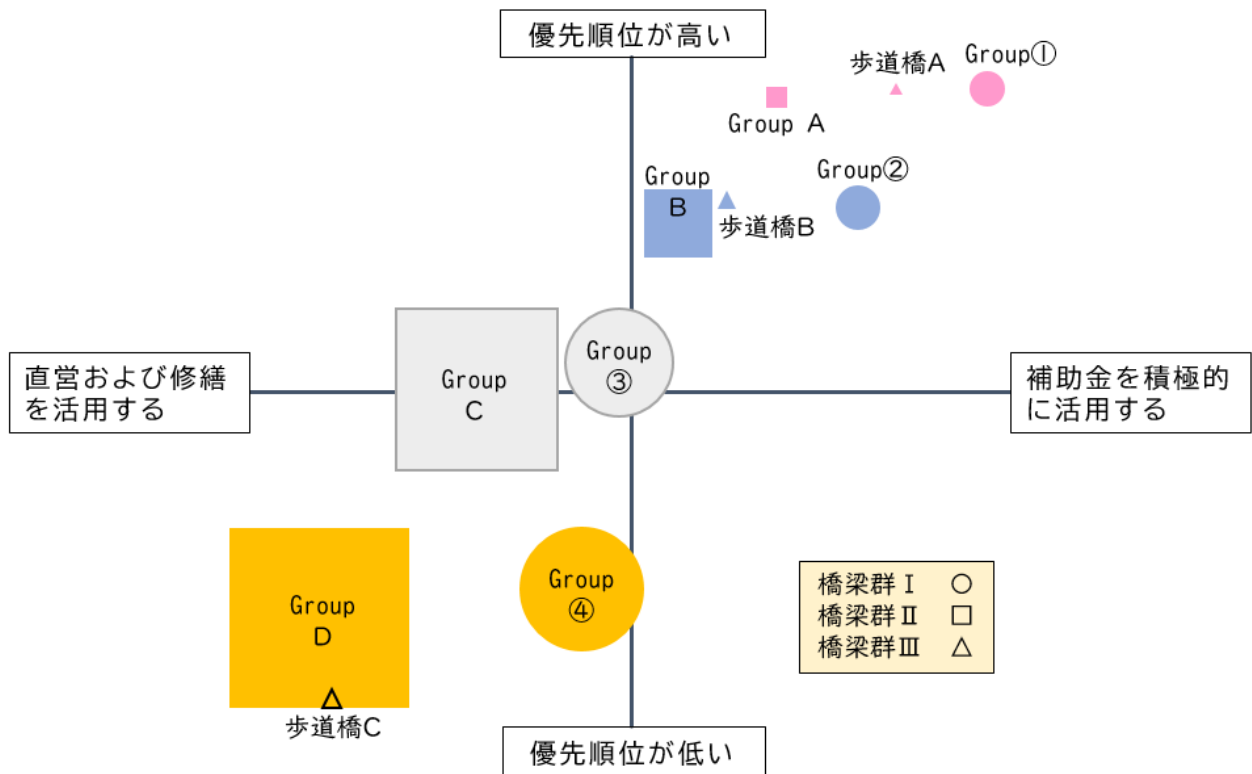 優先順位が高い
歩道橋A
Group①
Group A
Group
B
歩道橋B
Group②
Group
C
Group
③
直営および修繕
を活用する
補助金を積極的
に活用する
Group
D
歩道橋C
Group
④
橋梁群Ⅰ ○
橋梁群Ⅱ □
橋梁群Ⅲ △
優先順位が低い